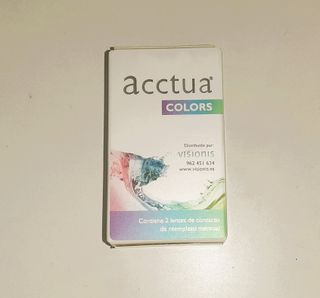 acctua®
COLORS
Distribuido por:
visionis
962 451 634
www.visionis.es
Contiene 2 lentes de contacto
de reemplazo mensual